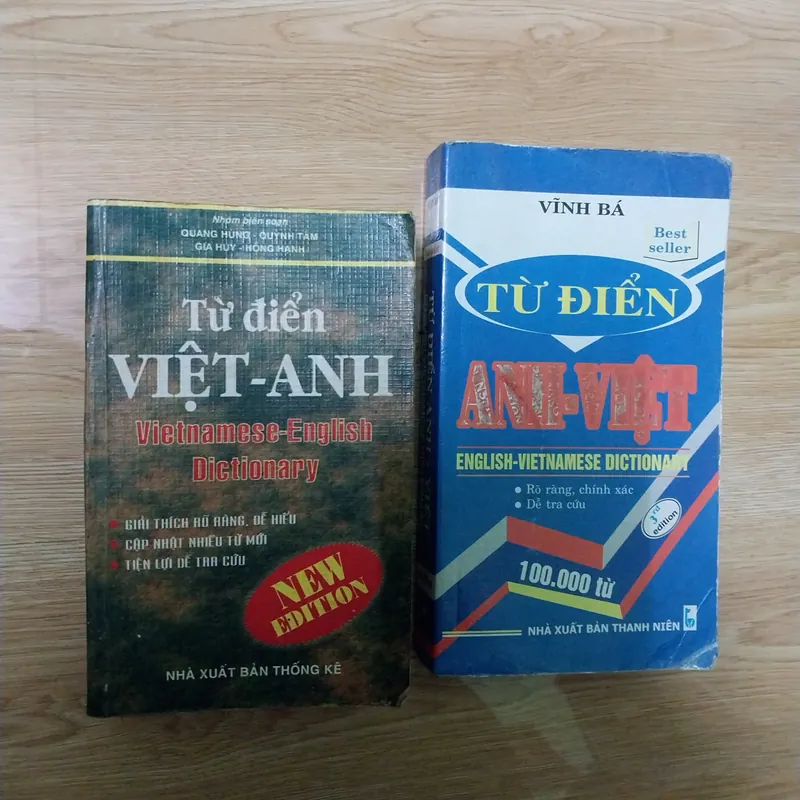 Nhóm biên soạn
QUANG HÙNG - QUỲNH TÂM
GIA HUY - HỒNG HẠNH
Từ điển
VIỆT-ANH
Vietnamese-English
Dictionary
GIẢI THÍCH RÕ RÀNG, DỄ HIỂU
CẬP NHẬT NHIỀU TỪ MỚI
TIỆN LỢI DỄ TRA CỨU
NEW
EDITION
NHÀ XUẤT BẢN THỐNG KÊ
VĨNH BÁ
Best
seller
TỪ ĐIỂN
ANH-VIỆT
ENGLISH-VIETNAMESE DICTIONARY
• Rõ ràng, chính xác
• Dễ tra cứu
3rd
edition
100.000 từ
NHÀ XUẤT BẢN THANH NIÊN